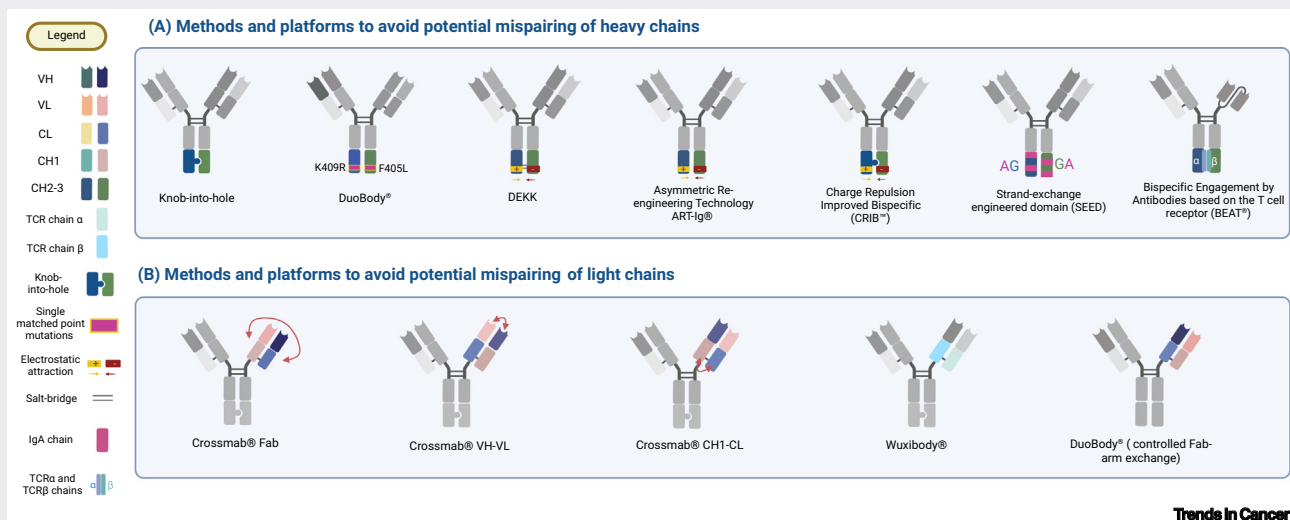 Legend
VH
VL
CL
CH1
CH2-3
TCR chain α
TCR chain β
Knob-
into-hole
Single
matched point
mutations
Electrostatic
attraction
+ -
Salt-bridge
IgA chain
TCRα and
TCRβ chains
α β
(A) Methods and platforms to avoid potential mispairing of heavy chains
Knob-into-hole
K409R F405L
DuoBody®
+ -
DEKK
+ -
Asymmetric Re-
engineering Technology
ART-Ig®
+ -
Charge Repulsion
Improved Bispecific
(CRIB™)
AG GA
Strand-exchange
engineered domain (SEED)
α β
Bispecific Engagement by
Antibodies based on the T cell
receptor (BEAT®)
(B) Methods and platforms to avoid potential mispairing of light chains
Crossmab® Fab
Crossmab® VH-VL
Crossmab® CH1-CL
Wuxibody®
DuoBody® ( controlled Fab-
arm exchange)
Trends in Cancer